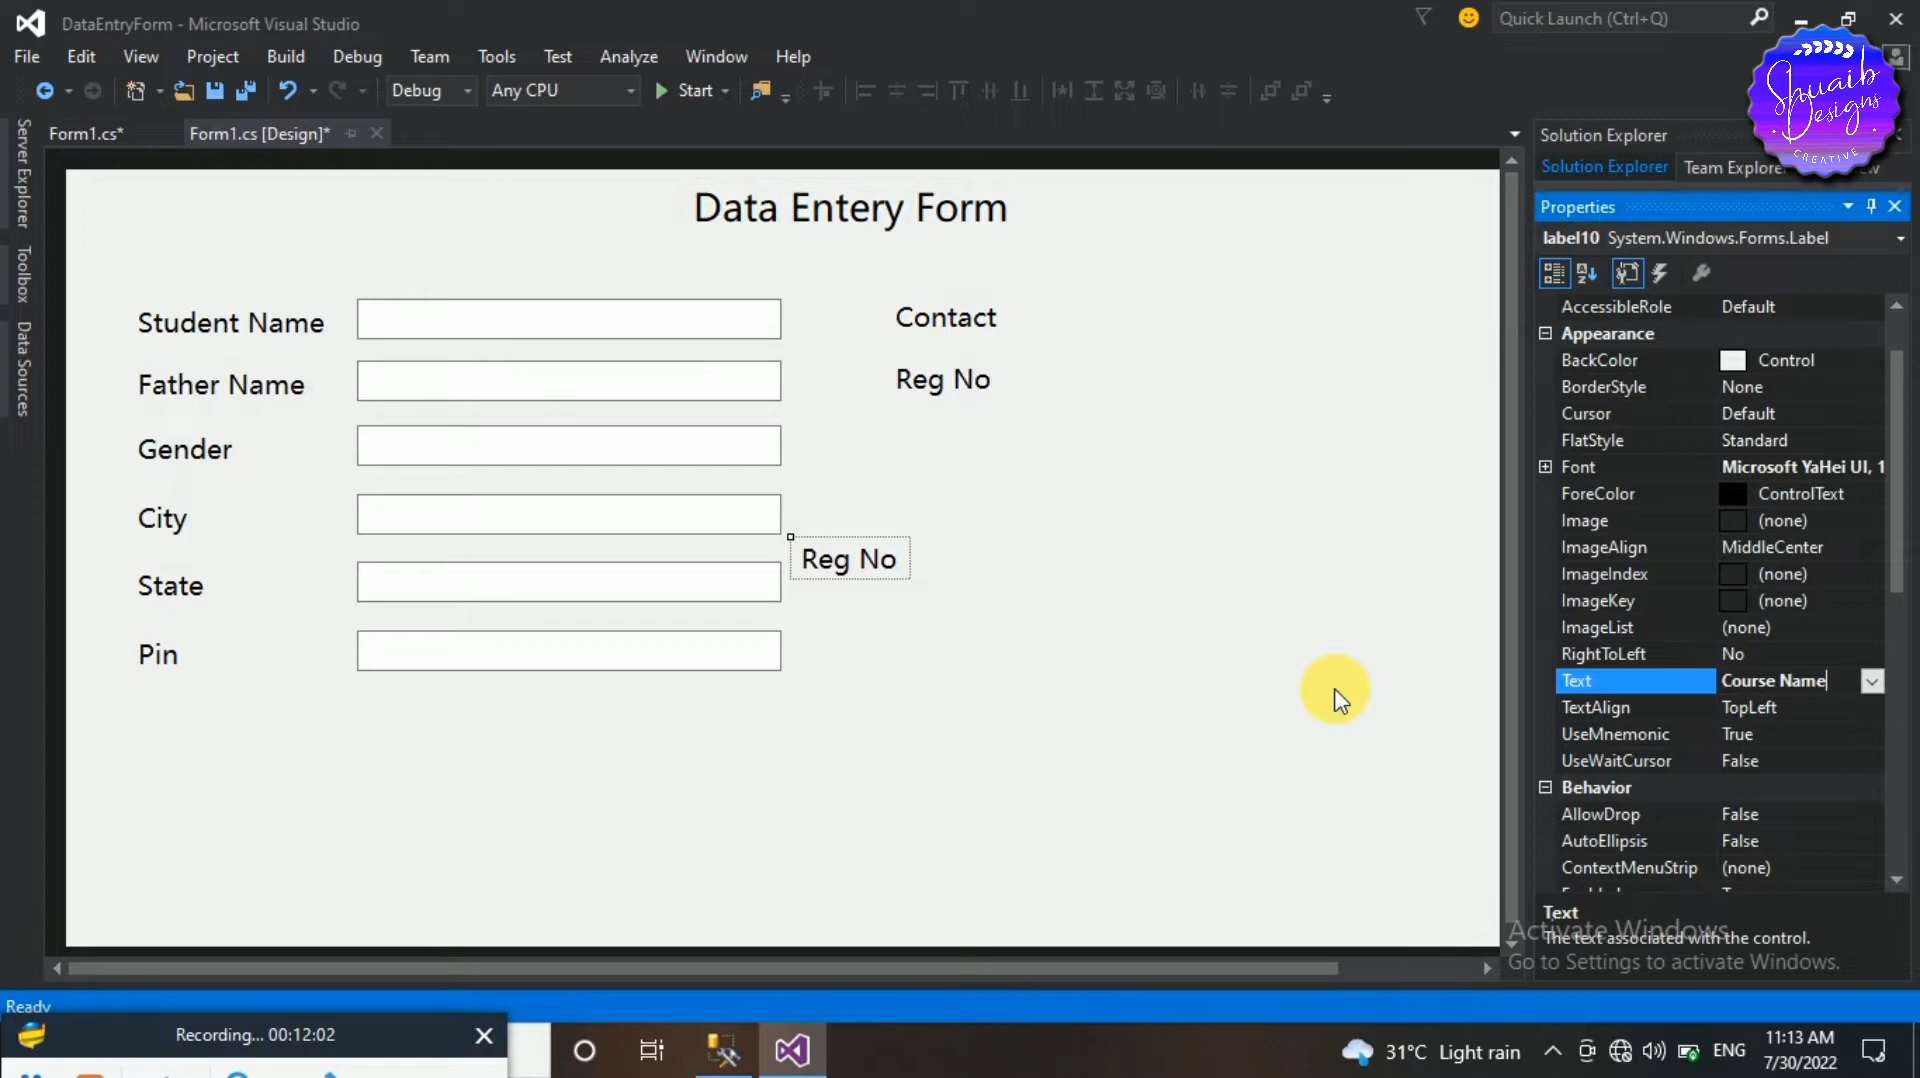 DataEntryForm - Microsoft Visual Studio
Quick Launch (Ctrl+Q)
File Edit View Project Build Debug Team Tools Test Analyze Window Help
Debug Any CPU Start
Shuaib
Designs
CREATIVE
Server Explorer
Toolbox
Data Sources
Form1.cs*
Form1.cs [Design]*
Data Entery Form
Student Name
Contact
Father Name
Reg No
Gender
City
Reg No
State
Pin
Solution Explorer
Solution Explorer Team Explorer
Properties
label10 System.Windows.Forms.Label
AccessibleRole Default
Appearance
BackColor Control
BorderStyle None
Cursor Default
FlatStyle Standard
Font Microsoft YaHei UI, 1
ForeColor ControlText
Image (none)
ImageAlign MiddleCenter
ImageIndex (none)
ImageKey (none)
ImageList (none)
RightToLeft No
Text Course Name
TextAlign TopLeft
UseMnemonic True
UseWaitCursor False
Behavior
AllowDrop False
AutoEllipsis False
ContextMenuStrip (none)
Text
The text associated with the control.
Activate Windows
Go to Settings to activate Windows.
Ready
Recording... 00:12:02
31°C Light rain
ENG
11:13 AM
7/30/2022